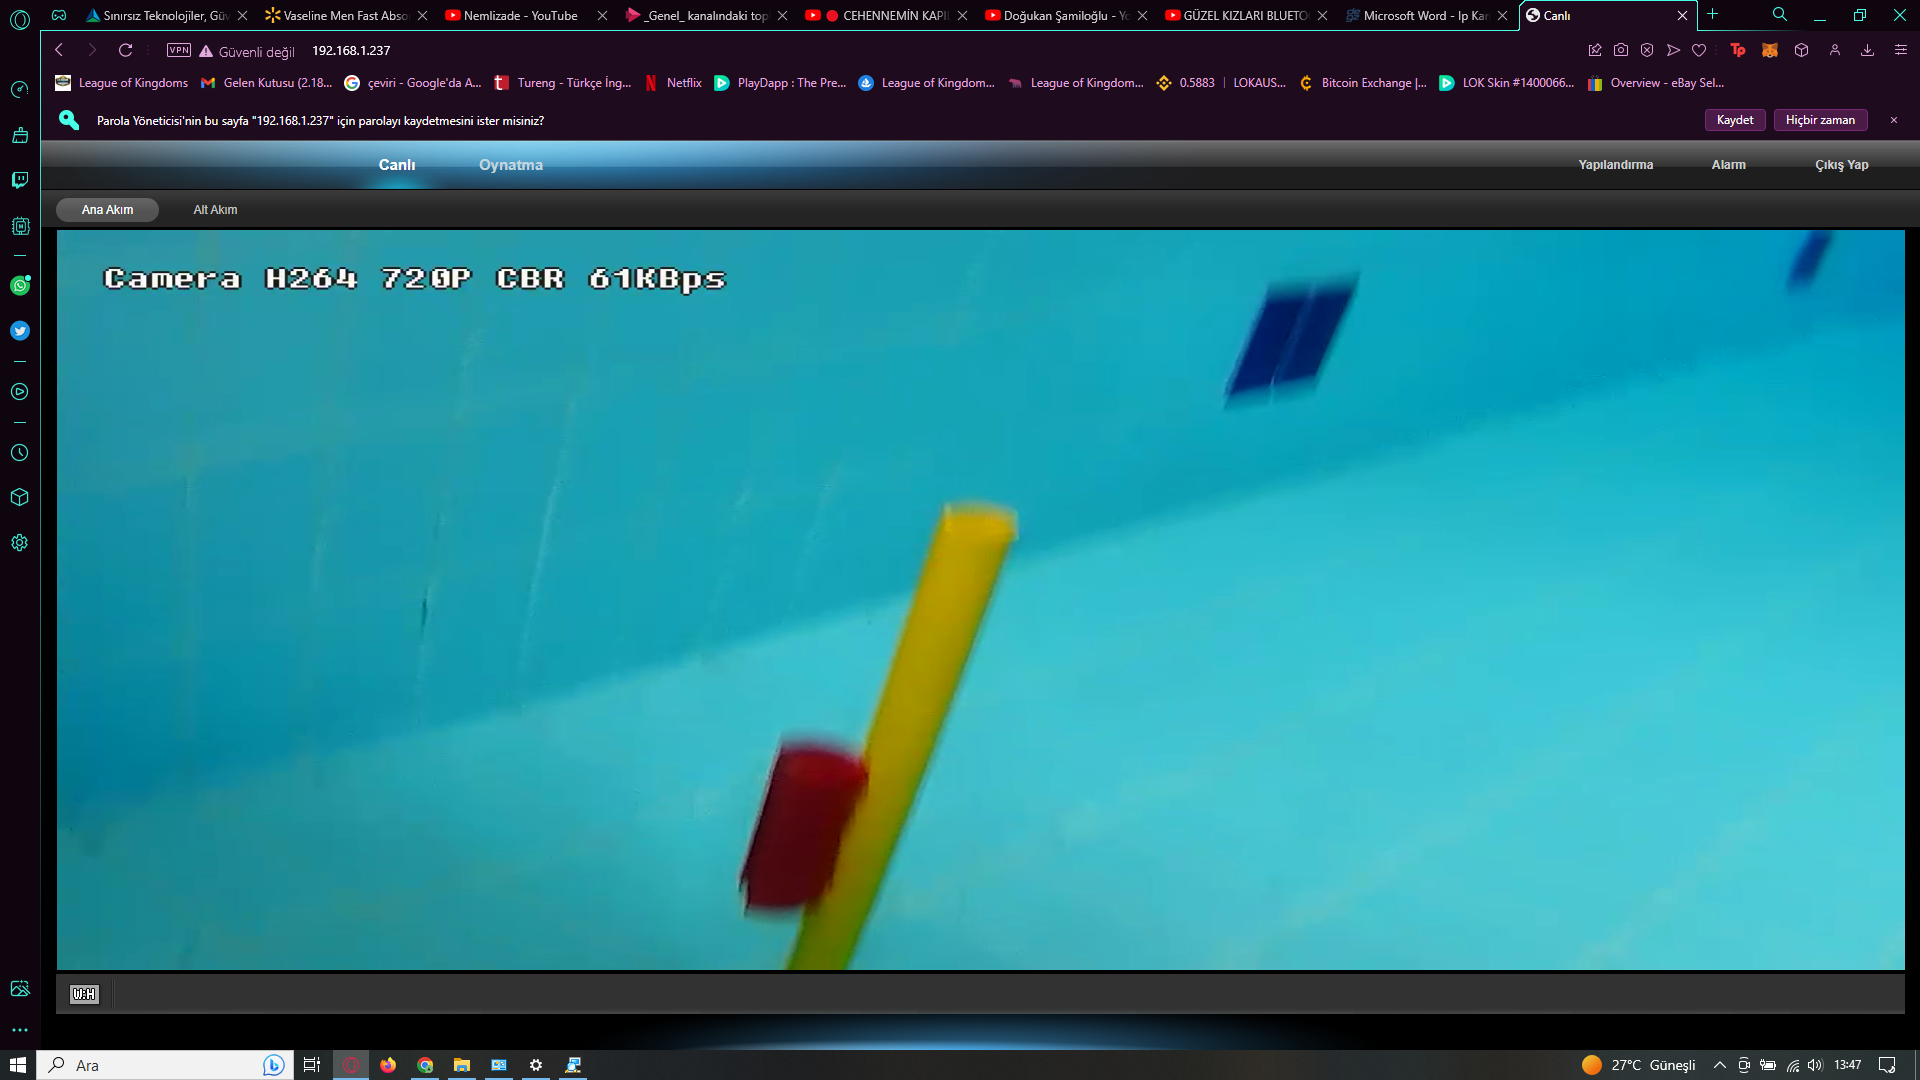 Sınırsız Teknolojiler, Güv
Vaseline Men Fast Abso
Nemlizade - YouTube
_Genel_ kanalındaki top
CEHENNEMİN KAPI
Doğukan Şamiloğlu - Yo
GÜZEL KIZLARI BLUETO
Microsoft Word - Ip Kar
Canlı
VPN
Güvenli değil
192.168.1.237
League of Kingdoms
Gelen Kutusu (2.18...
çeviri - Google'da A...
Tureng - Türkçe İng...
Netflix
PlayDapp : The Pre...
League of Kingdom...
League of Kingdom...
0.5883 | LOKAUS...
Bitcoin Exchange |...
LOK Skin #1400066...
Overview - eBay Sel...
Parola Yöneticisi'nin bu sayfa "192.168.1.237" için parolayı kaydetmesini ister misiniz?
Kaydet
Hiçbir zaman
Canlı
Oynatma
Yapılandırma
Alarm
Çıkış Yap
Ana Akım
Alt Akım
Camera H264 720P CBR 61KBps
W:H
Ara
27°C Güneşli
13:47